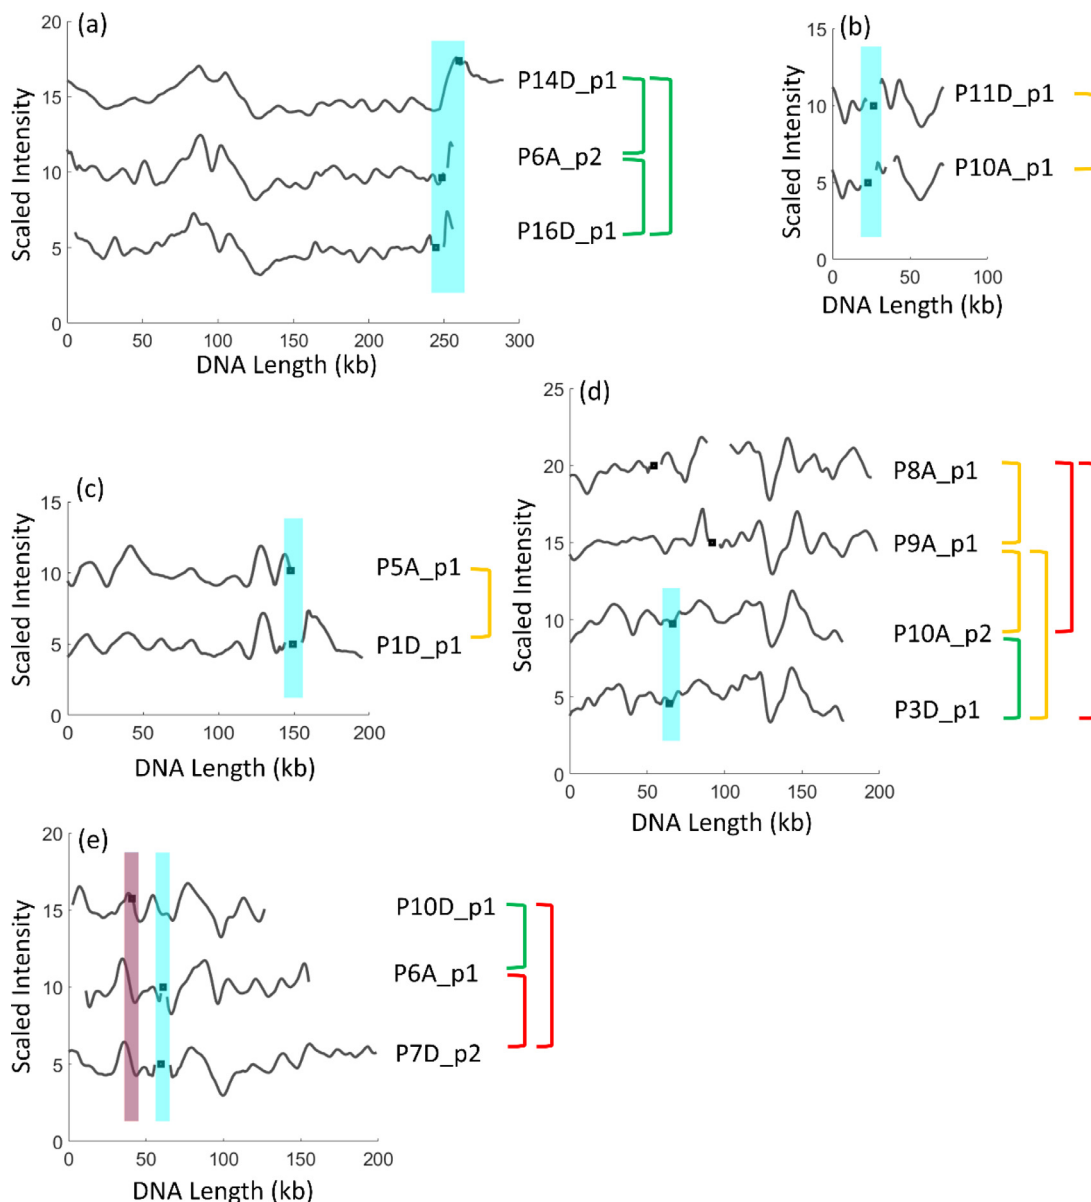 (a)
20
15
10
5
0
Scaled Intensity
0 50 100 150 200 250 300
DNA Length (kb)
P14D_p1
P6A_p2
P16D_p1
(b)
15
10
5
0
Scaled Intensity
0 50 100
DNA Length (kb)
P11D_p1
P10A_p1
(c)
15
10
5
0
Scaled Intensity
0 50 100 150 200
DNA Length (kb)
P5A_p1
P1D_p1
(d)
25
20
15
10
5
0
Scaled Intensity
0 50 100 150 200
DNA Length (kb)
P8A_p1
P9A_p1
P10A_p2
P3D_p1
(e)
20
15
10
5
0
Scaled Intensity
0 50 100 150 200
DNA Length (kb)
P10D_p1
P6A_p1
P7D_p2